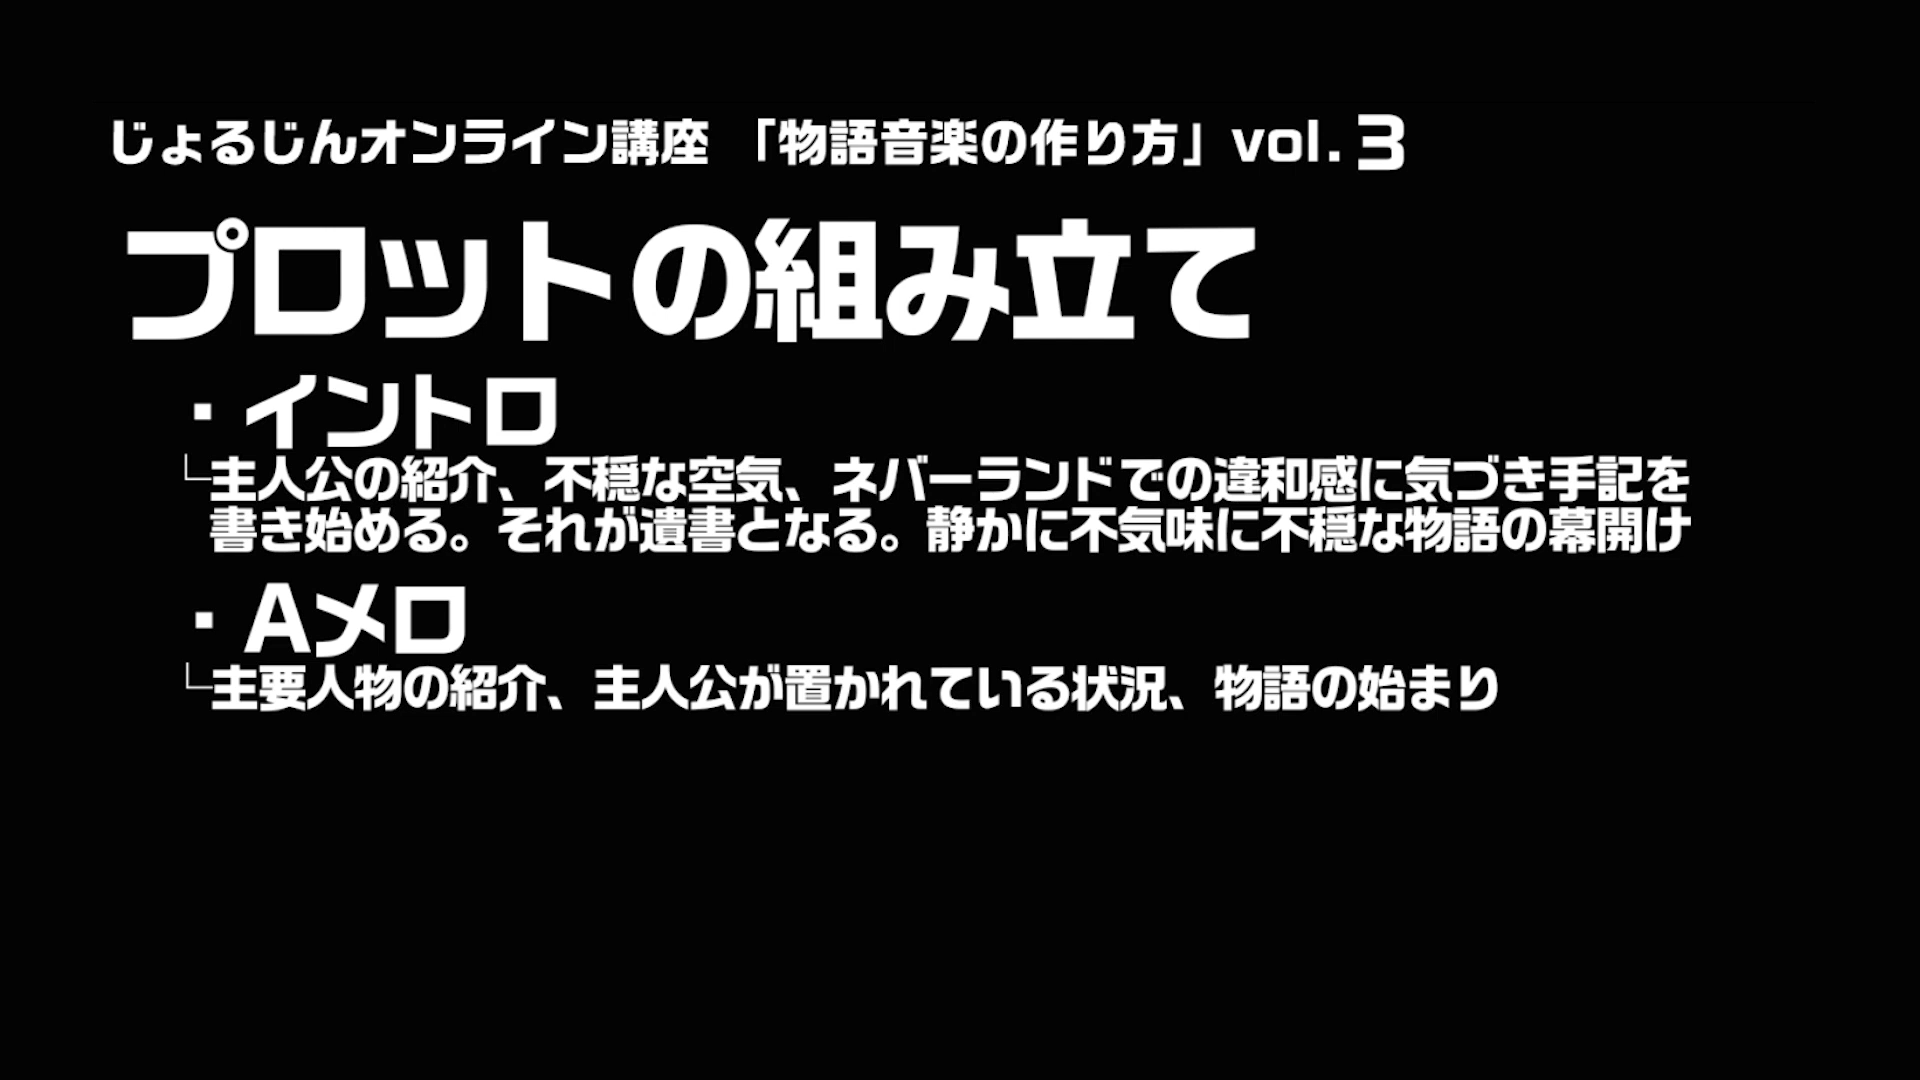 じょるじんオンライン講座 「物語音楽の作り方」vol.3
プロットの組み立て
・イントロ
└主人公の紹介、不穏な空気、ネバーランドでの違和感に気づき手記を
書き始める。それが遺書となる。静かに不気味に不穏な物語の幕開け
・Aメロ
└主要人物の紹介、主人公が置かれている状況、物語の始まり